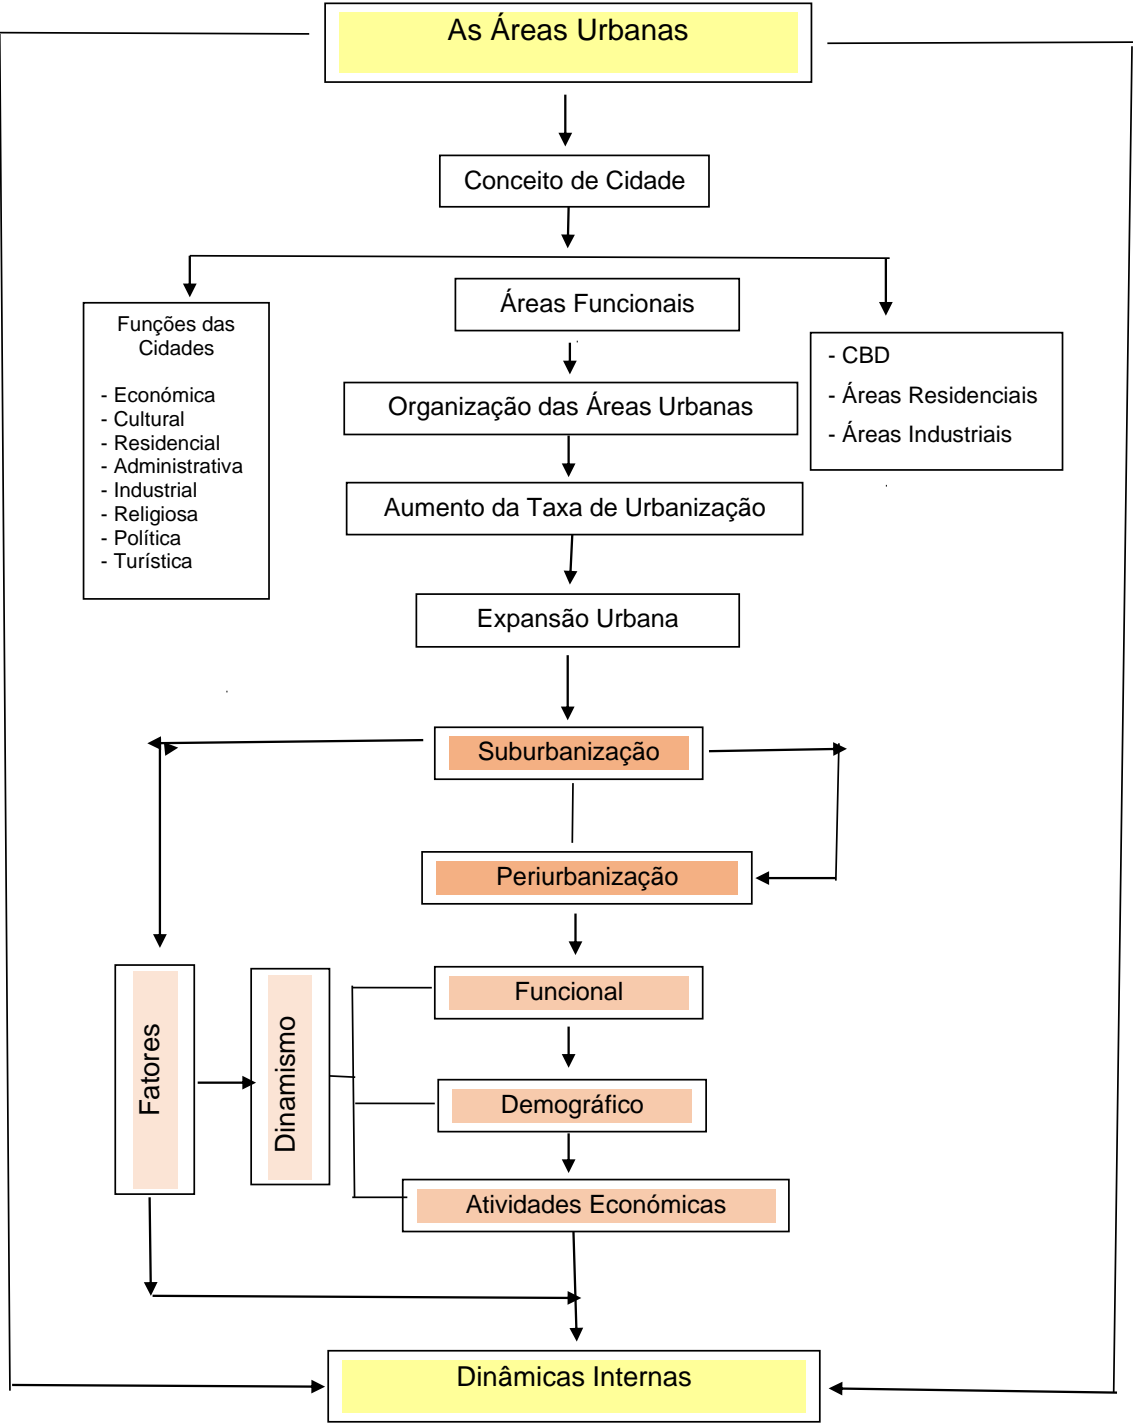 As Áreas Urbanas
Conceito de Cidade
Funções das
Cidades
- Económica
- Cultural
- Residencial
- Administrativa
- Industrial
- Religiosa
- Política
- Turística
Áreas Funcionais
- CBD
- Áreas Residenciais
- Áreas Industriais
Organização das Áreas Urbanas
Aumento da Taxa de Urbanização
Expansão Urbana
Suburbanização
Periurbanização
Fatores
Dinamismo
Funcional
Demográfico
Atividades Económicas
Dinâmicas Internas